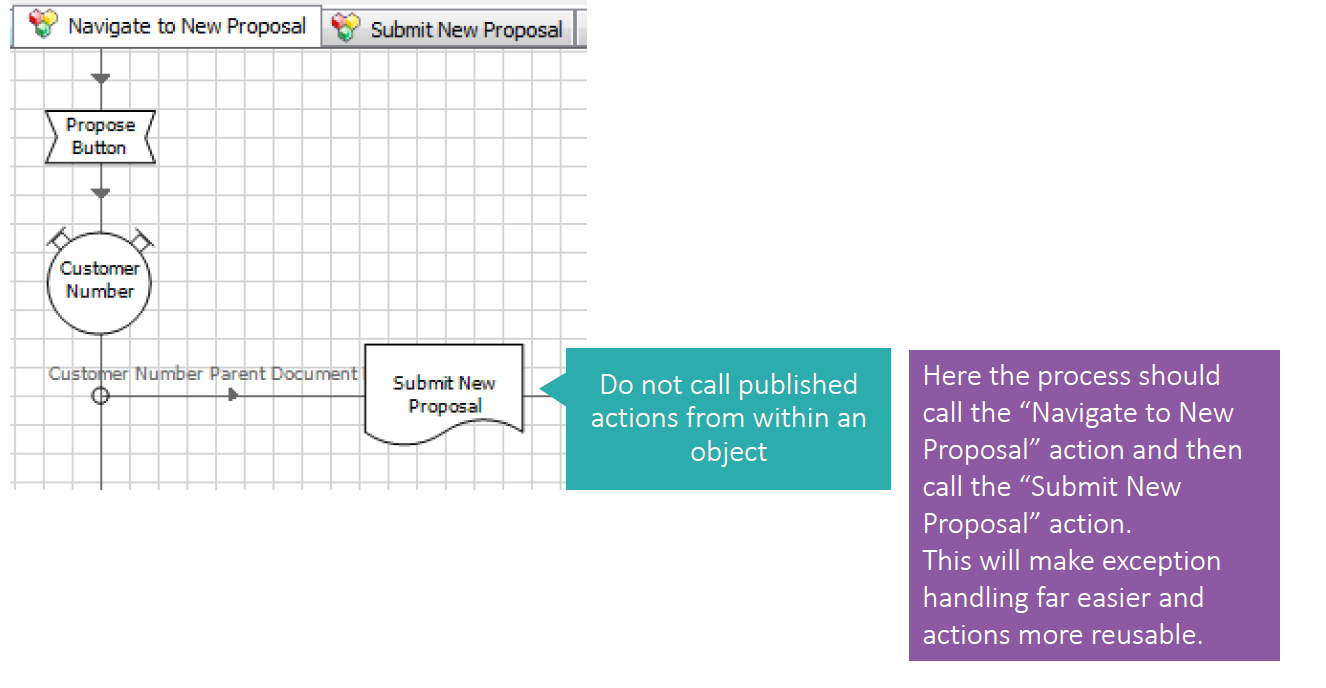 Navigate to New Proposal
Submit New Proposal
Propose
Button
Customer
Number
Customer Number Parent Document
Submit New
Proposal
Do not call published
actions from within an
object
Here the process should
call the “Navigate to New
Proposal” action and then
call the “Submit New
Proposal” action.
This will make exception
handling far easier and
actions more reusable.